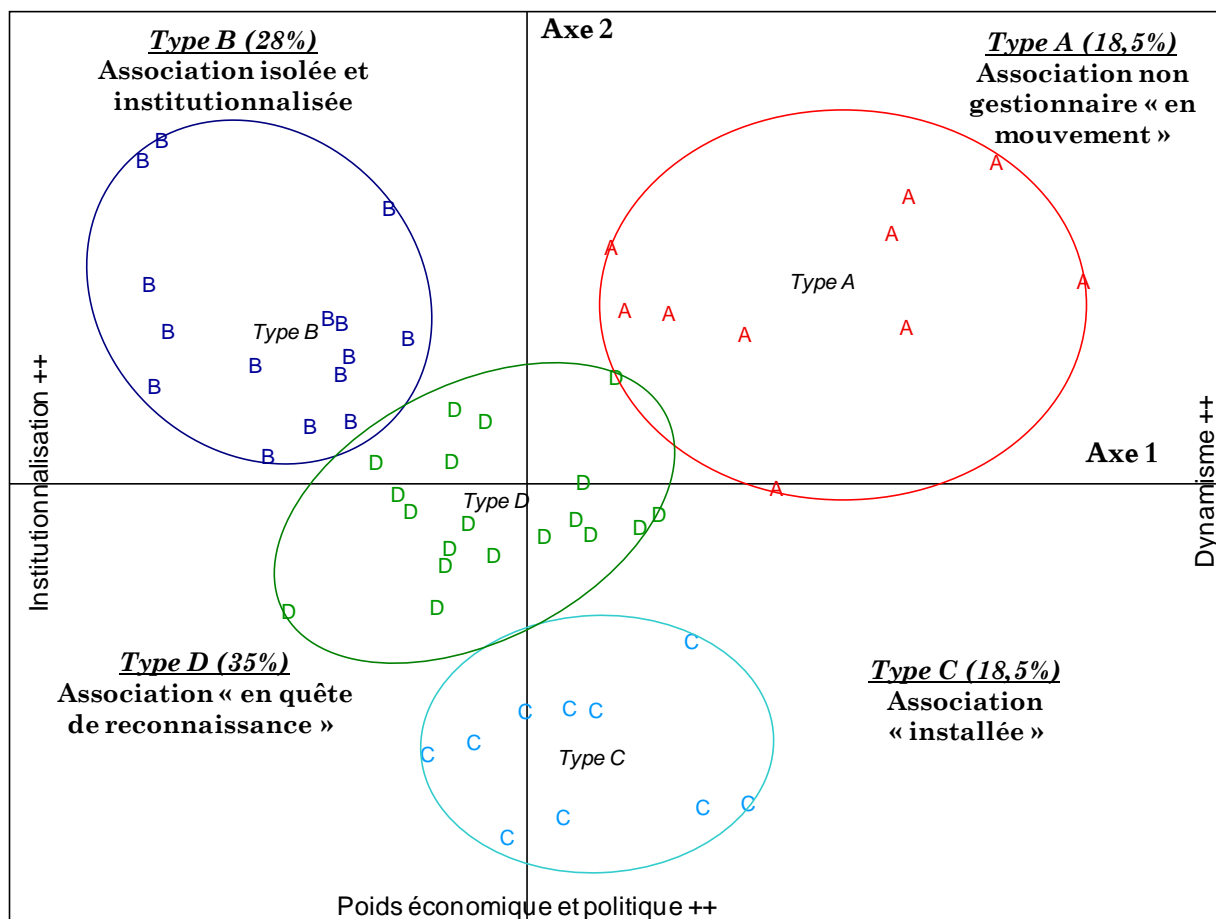 Axe 2
Type B (28%)
Association isolée et
institutionnalisée
Type A (18,5%)
Association non
gestionnaire « en
mouvement »
B
B
A
B
A
A
A
Type A
B
A
A
A
B
B
B
Type B
B
A
A
B
B
B
B
D
B
D
D
B
B
Axe 1
B
D
D
D
A
Type D
D
D
D
D
D
D
D
D
D
D
D
D
D
Institutionnalisation ++
Dynamisme ++
C
Type D (35%)
Association « en quête
de reconnaissance »
Type C (18,5%)
Association
« installée »
C
C
C
C
C
Type C
C
C
C
C
Poids économique et politique ++